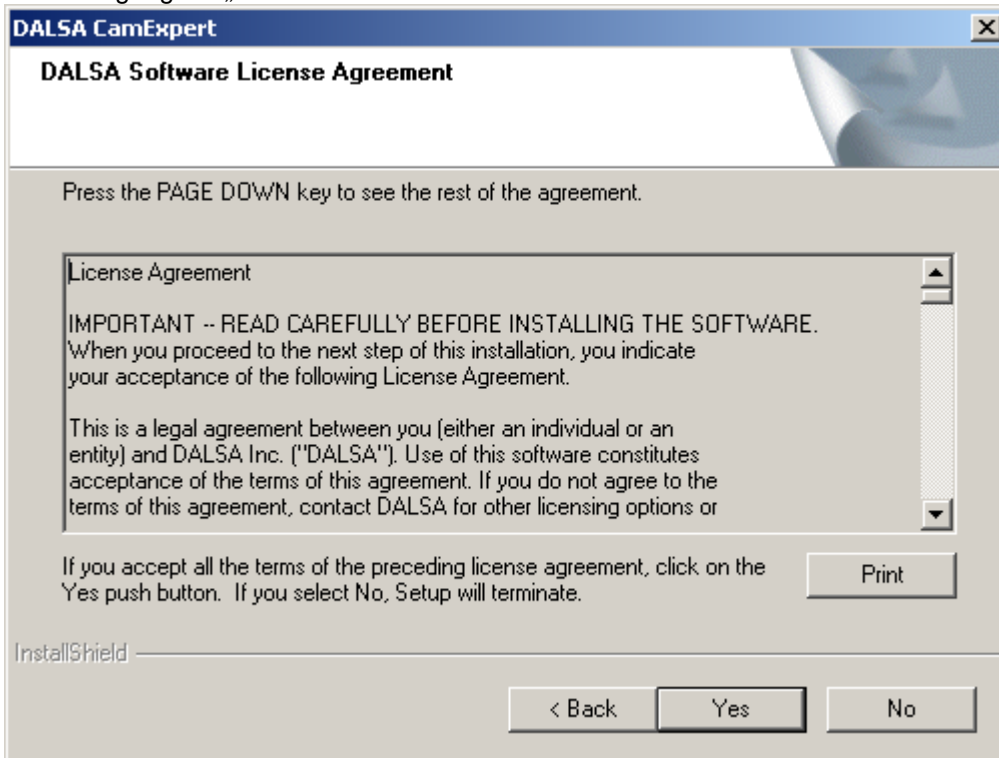 DALSA CamExpert
DALSA Software License Agreement
Press the PAGE DOWN key to see the rest of the agreement.
License Agreement
IMPORTANT -- READ CAREFULLY BEFORE INSTALLING THE SOFTWARE.
When you proceed to the next step of this installation, you indicate
your acceptance of the following License Agreement.
This is a legal agreement between you (either an individual or an
entity) and DALSA Inc. ("DALSA"). Use of this software constitutes
acceptance of the terms of this agreement. If you do not agree to the
terms of this agreement, contact DALSA for other licensing options or
If you accept all the terms of the preceding license agreement, click on the
Yes push button.  If you select No, Setup will terminate.
Print
InstallShield
< Back
Yes
No